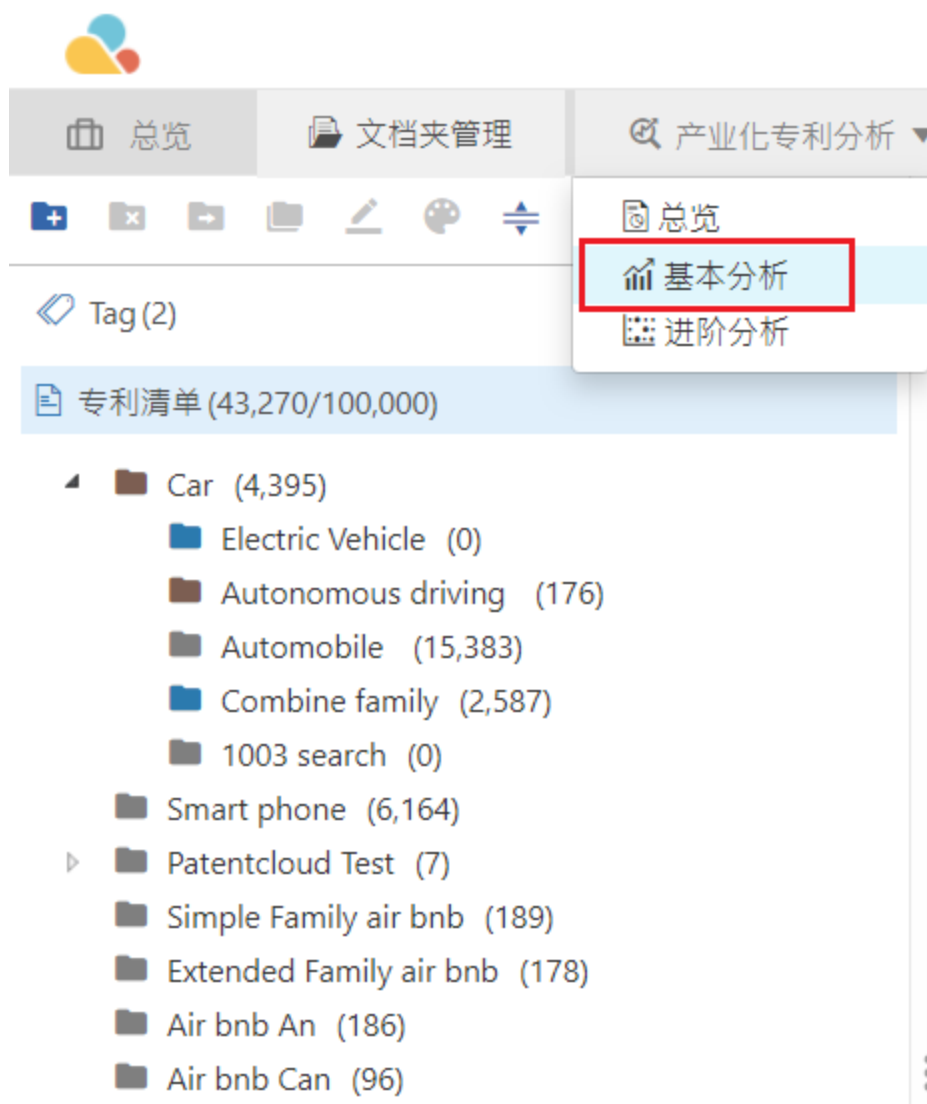 总览 文档夹管理 产业化专利分析
总览
基本分析
进阶分析
Tag (2)
专利清单 (43,270/100,000)
Car (4,395)
Electric Vehicle (0)
Autonomous driving (176)
Automobile (15,383)
Combine family (2,587)
1003 search (0)
Smart phone (6,164)
Patentcloud Test (7)
Simple Family air bnb (189)
Extended Family air bnb (178)
Air bnb An (186)
Air bnb Can (96)